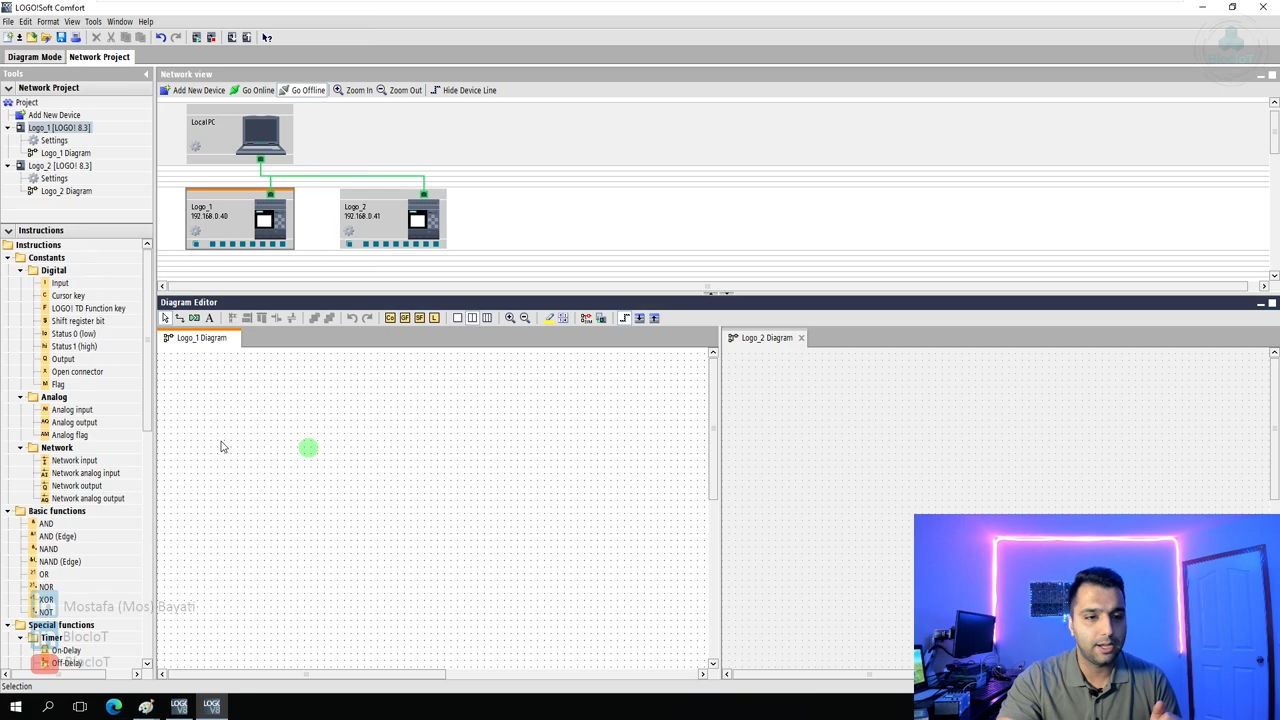 LOGO!Soft Comfort
File Edit Format View Tools Window Help
Diagram Mode Network Project
Tools
Network Project
Project
Add New Device
Logo_1 [LOGO! 8.3]
Settings
Logo_1 Diagram
Logo_2 [LOGO! 8.3]
Settings
Logo_2 Diagram
Instructions
Instructions
Constants
Digital
Input
Cursor key
LOGO! TD Function key
Shift register bit
Status 0 (low)
Status 1 (high)
Output
Open connector
Flag
Analog
Analog input
Analog output
Analog flag
Network
Network input
Network analog input
Network output
Network analog output
Basic functions
AND
AND (Edge)
NAND
NAND (Edge)
OR
NOR
XOR
NOT
Special functions
Timer
On-Delay
Off-Delay
Mostafa (Mos) Bayati
BlocIoT
BlocIoT
Selection
Network view
Add New Device Go Online Go Offline Zoom In Zoom Out Hide Device Line
Local PC
Logo_1
192.168.0.40
Logo_2
192.168.0.41
Diagram Editor
Co GF SF L
Logo_1 Diagram
Logo_2 Diagram
BlocIoT